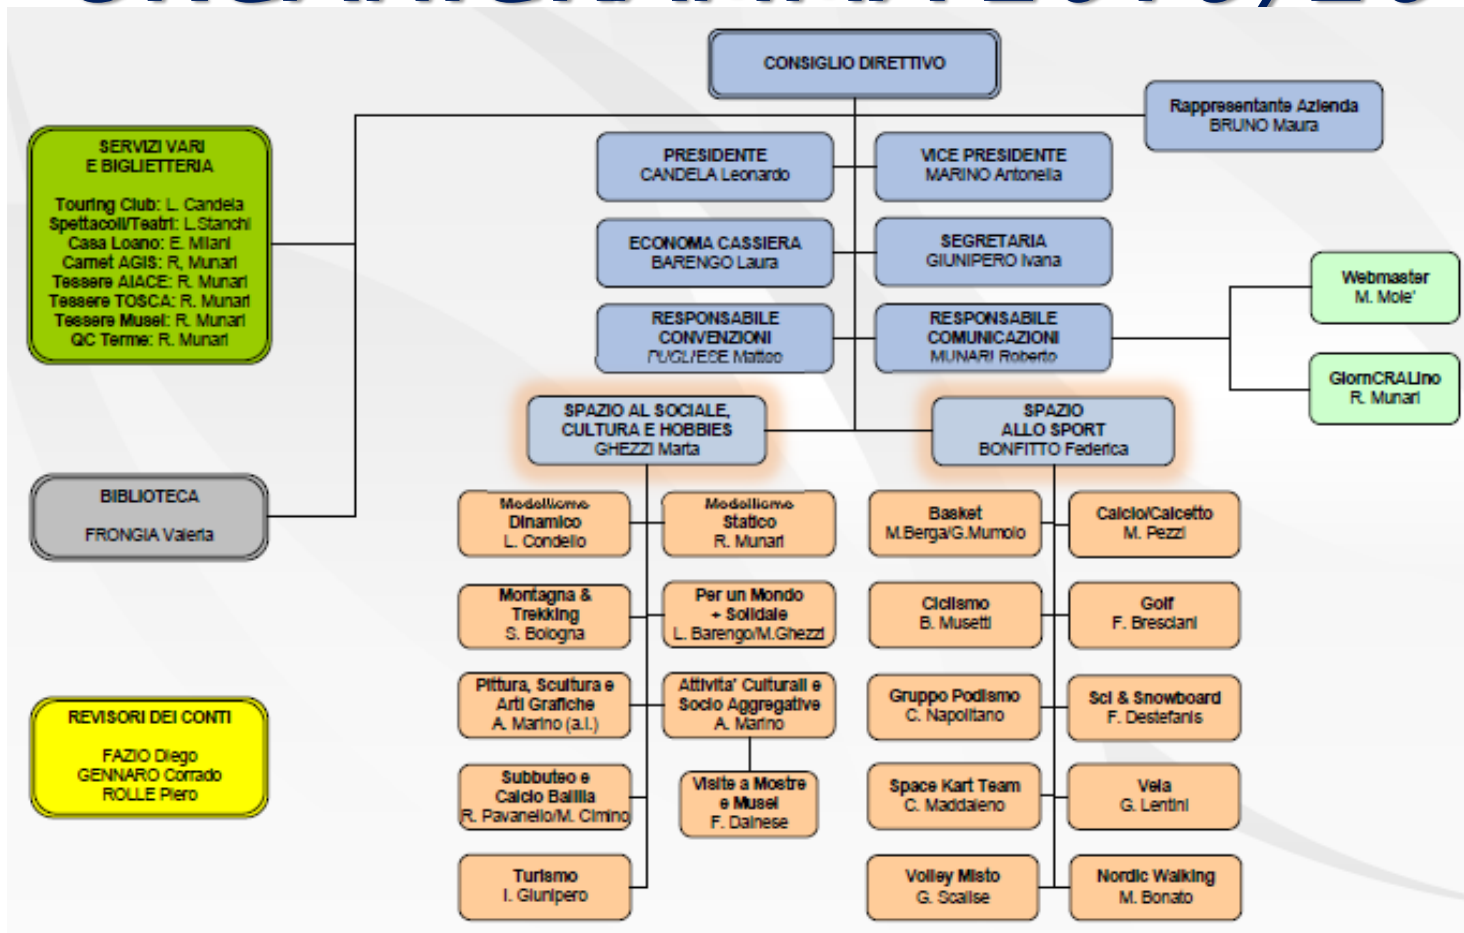 CONSIGLIO DIRETTIVO
Rappresentante Azienda
BRUNO Maura
SERVIZI VARI
E BIGLIETTERIA
Touring Club: L. Candela
Spettacoli/Teatri: L.Stanchi
Casa Loano: E. Milani
Carnet AGIS: R, Munari
Tessere AIACE: R. Munari
Tessere TOSCA: R. Munari
Tessere Musei: R. Munari
QC Terme: R. Munari
PRESIDENTE
CANDELA Leonardo
VICE PRESIDENTE
MARINO Antonella
ECONOMA CASSIERA
BARENGO Laura
SEGRETARIA
GIUNIPERO Ivana
RESPONSABILE
CONVENZIONI
PUGLIESE Matteo
RESPONSABILE
COMUNICAZIONI
MUNARI Roberto
Webmaster
M. Mole'
GiornCRALino
R. Munari
SPAZIO AL SOCIALE,
CULTURA E HOBBIES
GHEZZI Marta
SPAZIO
ALLO SPORT
BONFITTO Federica
BIBLIOTECA
FRONGIA Valeria
REVISORI DEI CONTI
FAZIO Diego
GENNARO Corrado
ROLLE Piero
Modellismo
Dinamico
L. Condello
Modellismo
Statico
R. Munari
Montagna &
Trekking
S. Bologna
Per un Mondo
+ Solidale
L. Barengo/M.Ghezzi
Pittura, Scultura e
Arti Grafiche
A. Marino (a.i.)
Attivita' Culturali e
Socio Aggregative
A. Marino
Subbuteo e
Calcio Balilla
R. Pavanello/M. Cimino
Visite a Mostre
e Musei
F. Dainese
Turismo
I. Giunipero
Basket
M.Berga/G.Mumolo
Calcio/Calcetto
M. Pezzi
Ciclismo
B. Musetti
Golf
F. Bresciani
Gruppo Podismo
C. Napolitano
Sci & Snowboard
F. Destefanis
Space Kart Team
C. Maddaleno
Vela
G. Lentini
Volley Misto
G. Scalise
Nordic Walking
M. Bonato